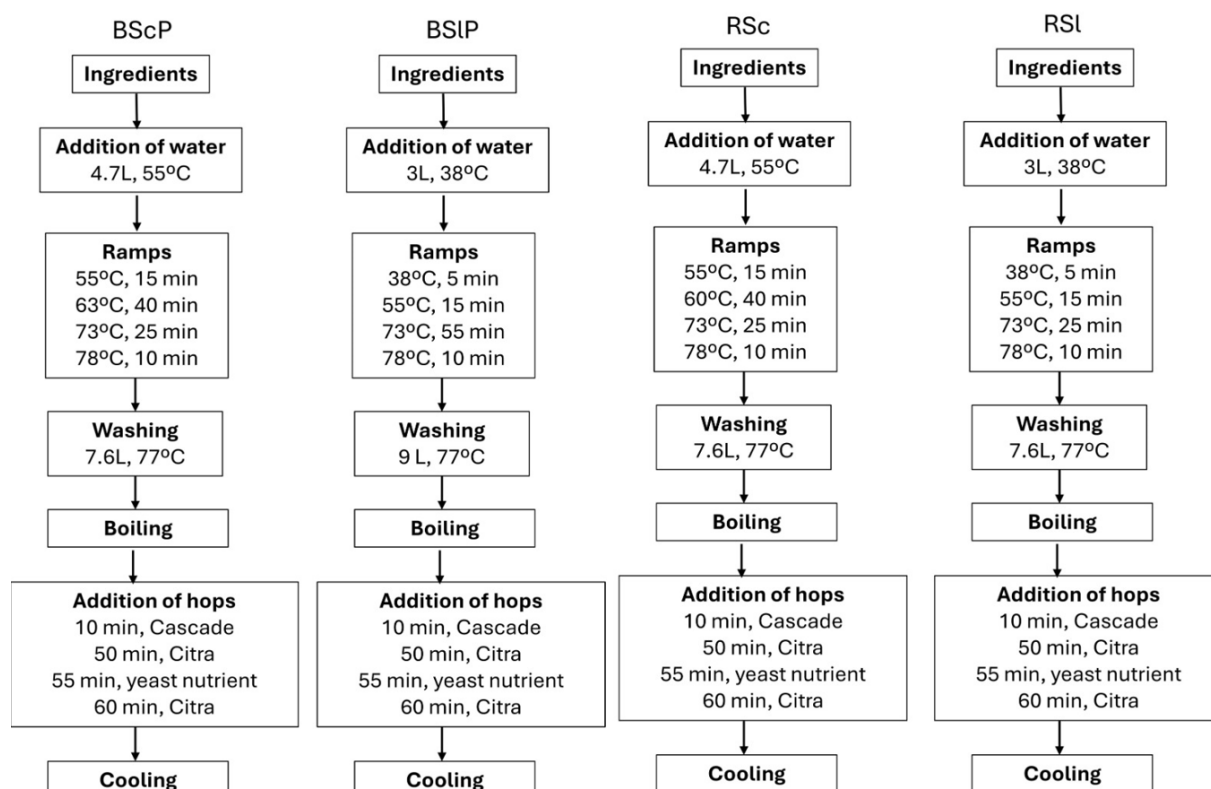 BScP
Ingredients
Addition of water
4.7L, 55ºC
Ramps
55ºC, 15 min
63ºC, 40 min
73ºC, 25 min
78ºC, 10 min
Washing
7.6L, 77ºC
Boiling
Addition of hops
10 min, Cascade
50 min, Citra
55 min, yeast nutrient
60 min, Citra
Cooling
BSlP
Ingredients
Addition of water
3L, 38ºC
Ramps
38ºC, 5 min
55ºC, 15 min
73ºC, 55 min
78ºC, 10 min
Washing
9 L, 77ºC
Boiling
Addition of hops
10 min, Cascade
50 min, Citra
55 min, yeast nutrient
60 min, Citra
Cooling
RSc
Ingredients
Addition of water
4.7L, 55ºC
Ramps
55ºC, 15 min
60ºC, 40 min
73ºC, 25 min
78ºC, 10 min
Washing
7.6L, 77ºC
Boiling
Addition of hops
10 min, Cascade
50 min, Citra
55 min, yeast nutrient
60 min, Citra
Cooling
RSl
Ingredients
Addition of water
3L, 38ºC
Ramps
38ºC, 5 min
55ºC, 15 min
73ºC, 25 min
78ºC, 10 min
Washing
7.6L, 77ºC
Boiling
Addition of hops
10 min, Cascade
50 min, Citra
55 min, yeast nutrient
60 min, Citra
Cooling